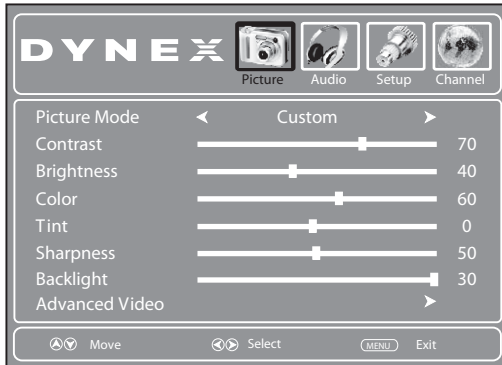 DYNEX
Picture Audio Setup Channel
Picture Mode Custom
Contrast 70
Brightness 40
Color 60
Tint 0
Sharpness 50
Backlight 30
Advanced Video
Move Select MENU Exit